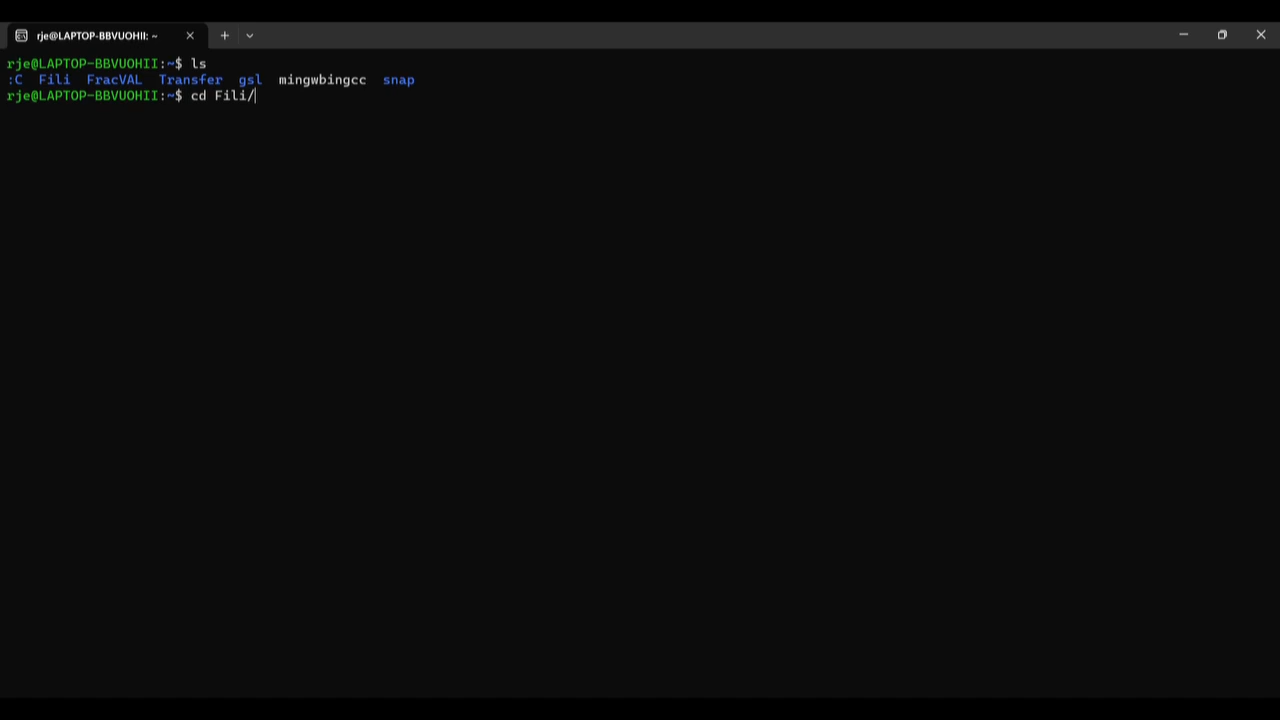 rje@LAPTOP-BBVUOHII: ~
rje@LAPTOP-BBVUOHII:~$ ls
:C  Fili  FracVAL  Transfer  gsl  mingwbingcc  snap
rje@LAPTOP-BBVUOHII:~$ cd Fili/